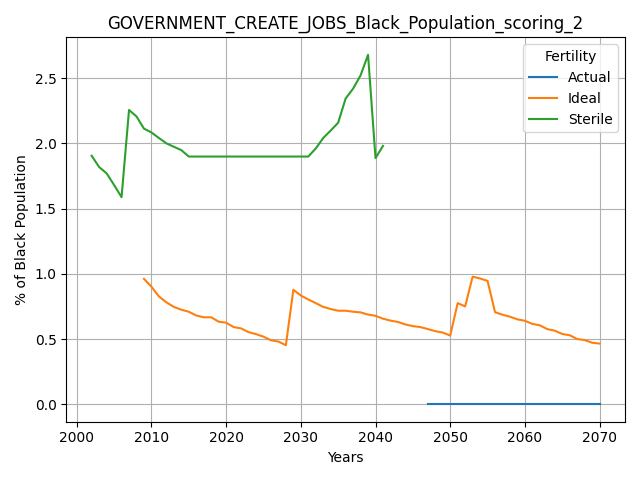 GOVERNMENT_CREATE_JOBS_Black_Population_scoring_2
Fertility
Actual
Ideal
Sterile
% of Black Population
2.5
2.0
1.5
1.0
0.5
0.0
2000 2010 2020 2030 2040 2050 2060 2070
Years